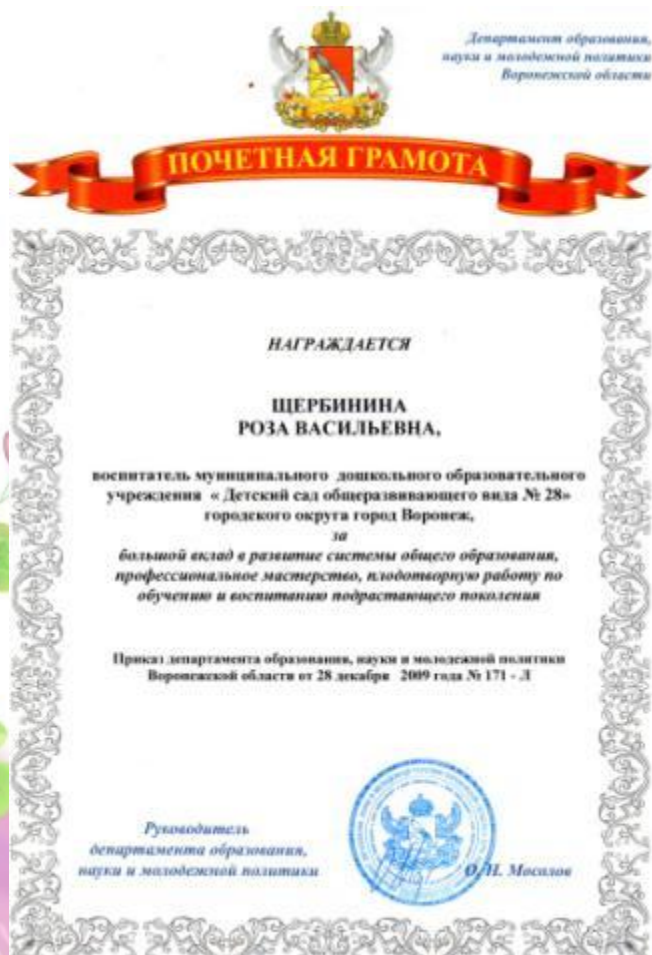 Департамент образования,
науки и молодежной политики
Воронежской области
ПОЧЕТНАЯ ГРАМОТА
НАГРАЖДАЕТСЯ
ЩЕРБИНИНА
РОЗА ВАСИЛЬЕВНА,
воспитатель муниципального дошкольного образовательного
учреждения « Детский сад общеразвивающего вида № 28»
городского округа город Воронеж,
за
большой вклад в развитие системы общего образования,
профессиональное мастерство, плодотворную работу по
обучению и воспитанию подрастающего поколения
Приказ департамента образования, науки и молодежной политики
Воронежской области от 28 декабря 2009 года № 171 - Л
Руководитель
департамента образования,
науки и молодежной политики
О. Н. Мосолов